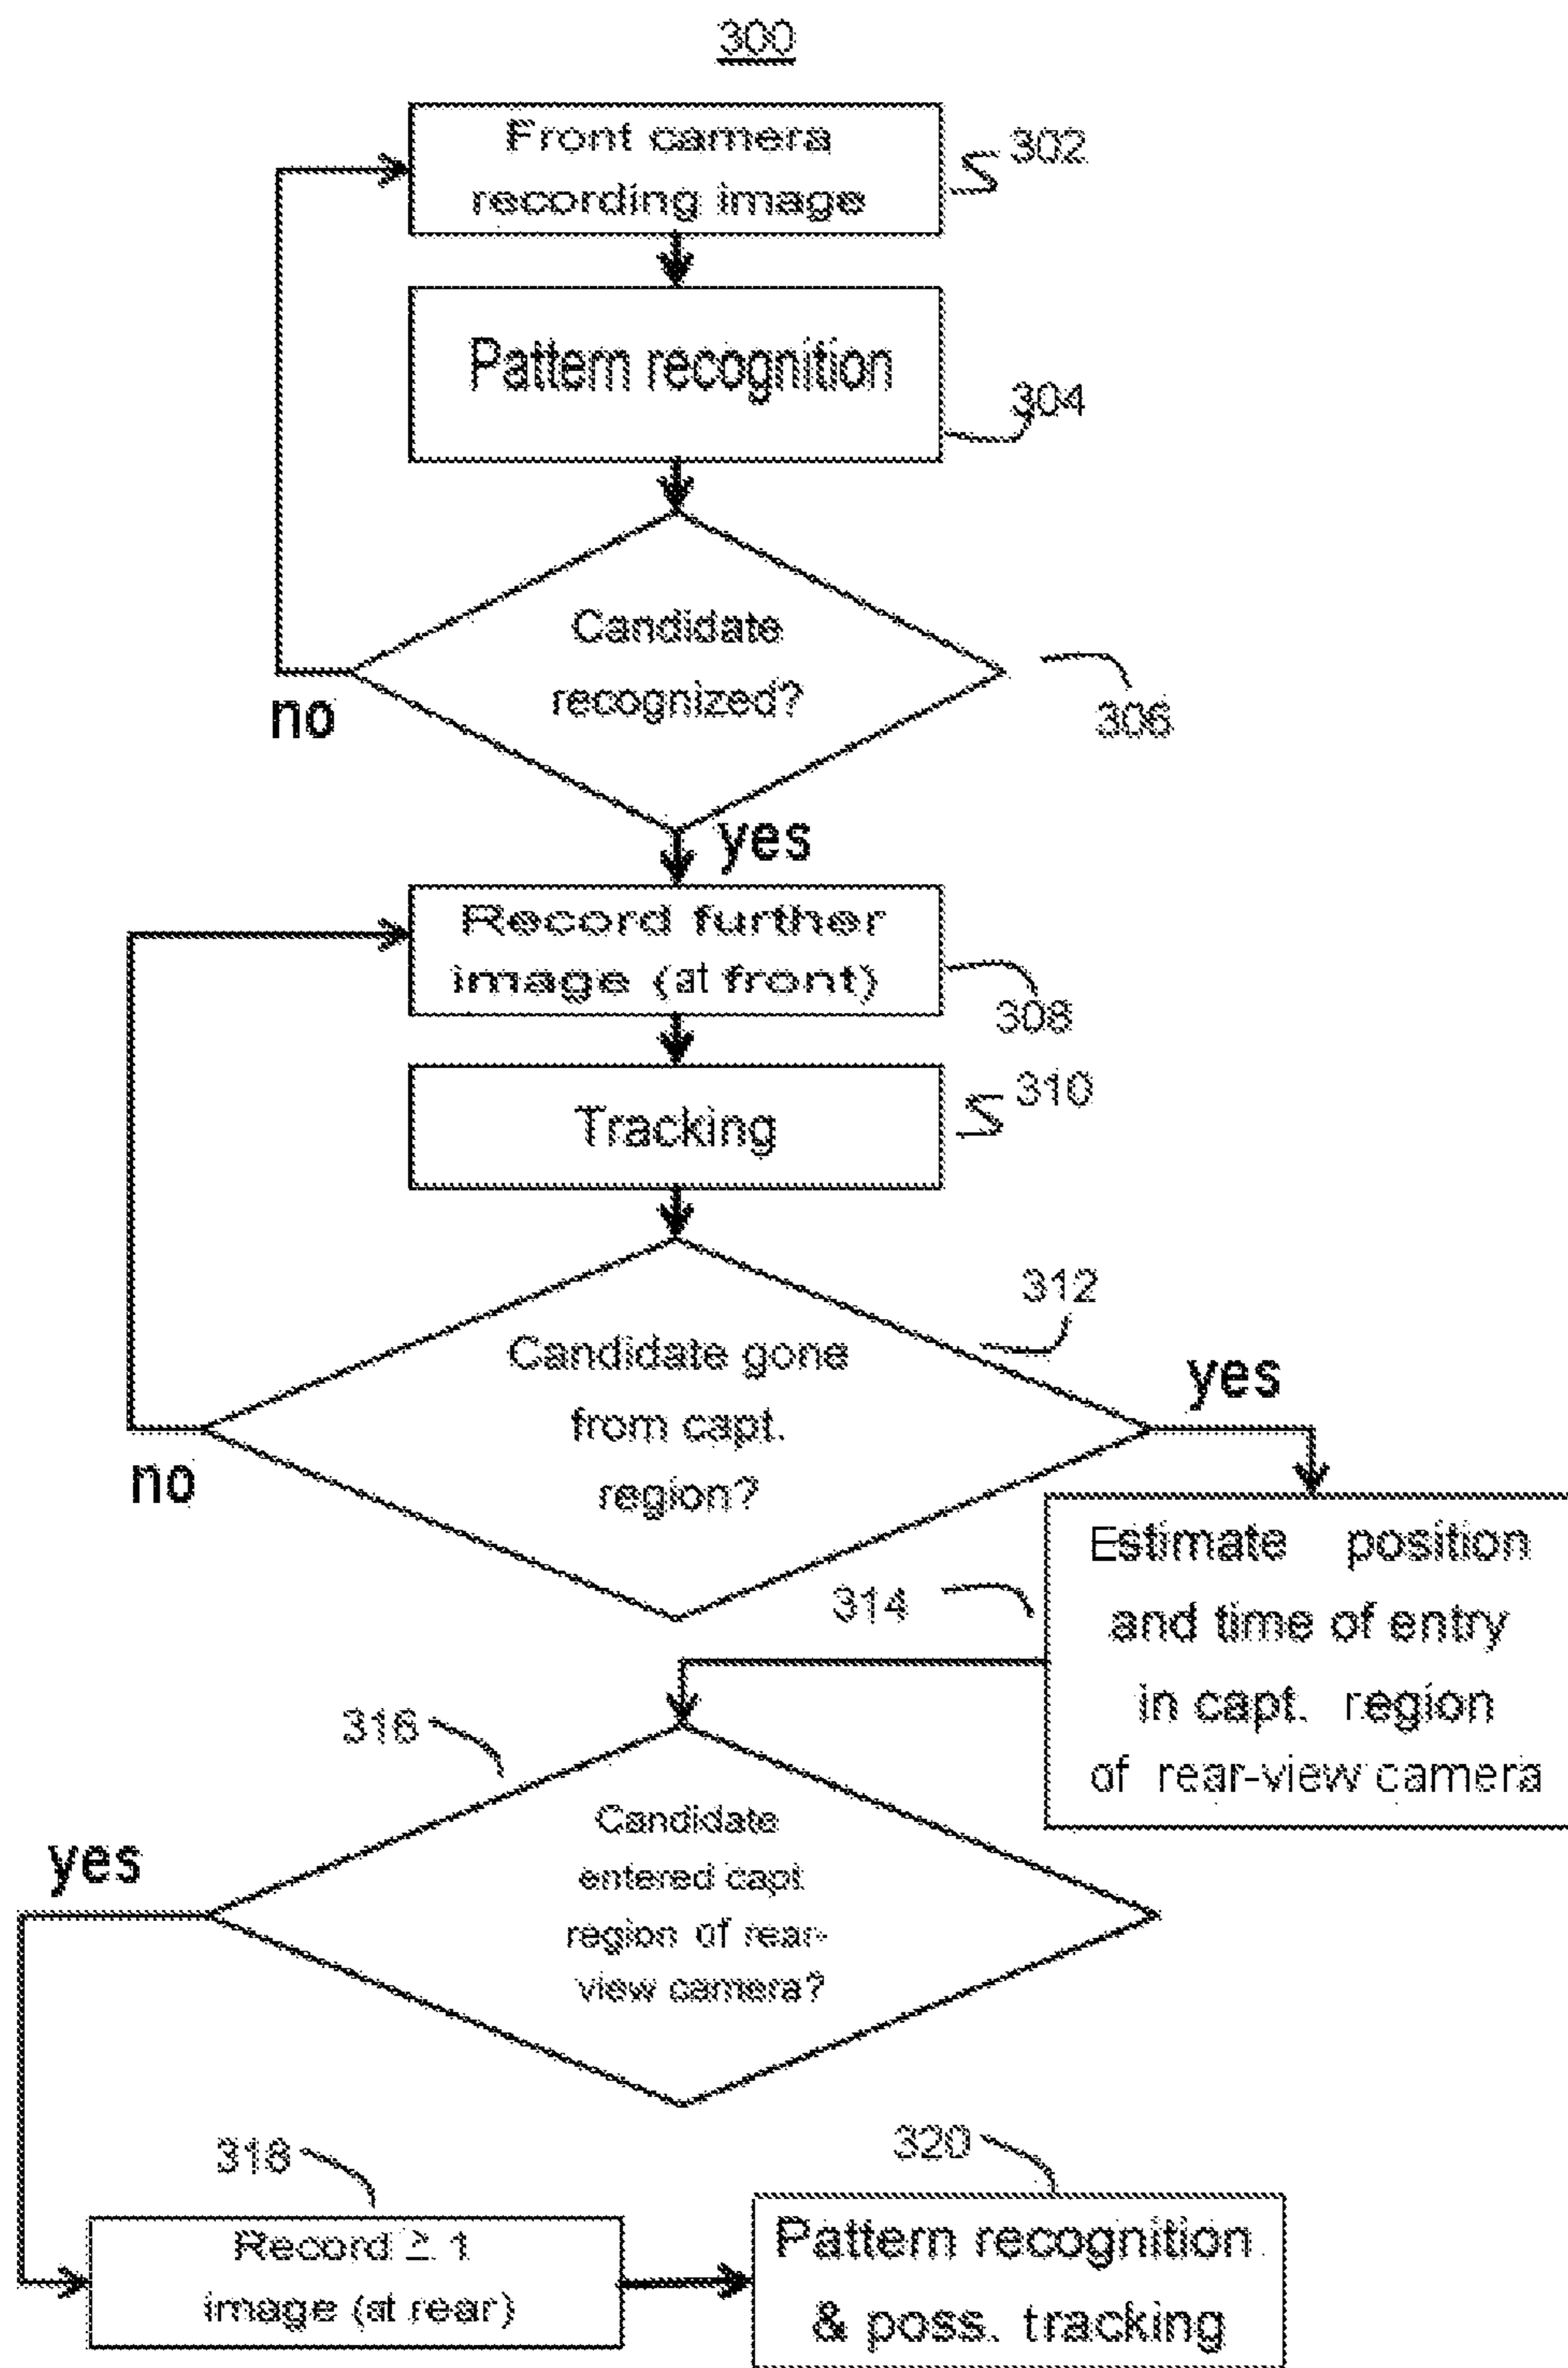 300
Front camera
recording image
302
Pattern recognition
304
Candidate
recognized?
306
no
yes
Record further
image (at front)
308
Tracking
310
312
Candidate gone
from capt.
region?
yes
no
Estimate position
and time of entry
in capt. region
of rear-view camera
314
316
Candidate
entered capt
region of rear-
view camera?
yes
318
Record ≥ 1
image (at rear)
320
Pattern recognition
& poss. tracking